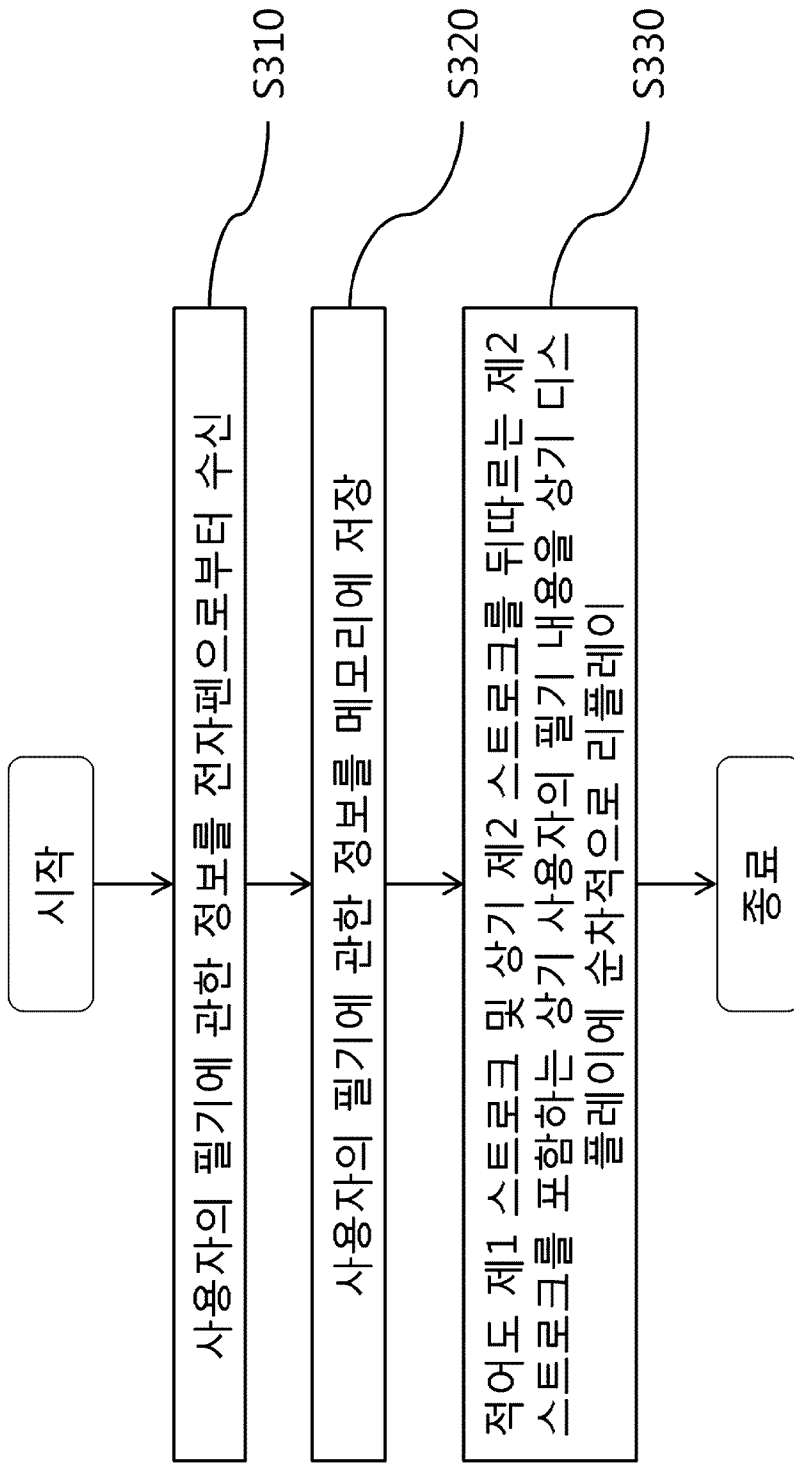 시작
사용자의 필기에 관한 정보를 전자펜으로부터 수신
S310
사용자의 필기에 관한 정보를 메모리에 저장
S320
적어도 제1 스트로크 및 상기 제2 스트로크를 뒤따르는 제2
스트로크를 포함하는 상기 사용자의 필기 내용을 상기 디스
플레이에 순차적으로 리플레이
S330
종료